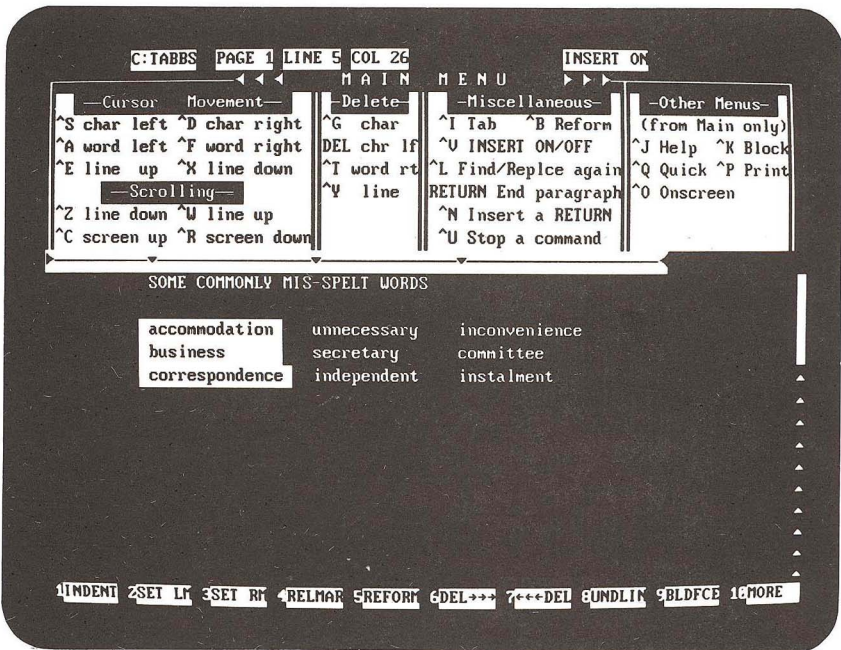 C:TABBS PAGE 1 LINE 5 COL 26 INSERT ON
M A I N M E N U
—Cursor Movement— —Delete— —Miscellaneous— —Other Menus—
^S char left ^D char right ^G char ^I Tab ^B Reform (from Main only)
^A word left ^F word right DEL chr lf ^V INSERT ON/OFF ^J Help ^K Block
^E line up ^X line down ^T word rt ^L Find/Replce again ^Q Quick ^P Print
—Scrolling— ^Y line RETURN End paragraph ^O Onscreen
^Z line down ^W line up ^N Insert a RETURN
^C screen up ^R screen down ^U Stop a command
SOME COMMONLY MIS-SPELT WORDS
accommodation unnecessary inconvenience
business secretary committee
correspondence independent instalment
1INDENT 2SET LM 3SET RM 4RELMAR 5REFORM 6DEL→→→ 7←←←DEL 8UNDLIN 9BLDFCE 10MORE